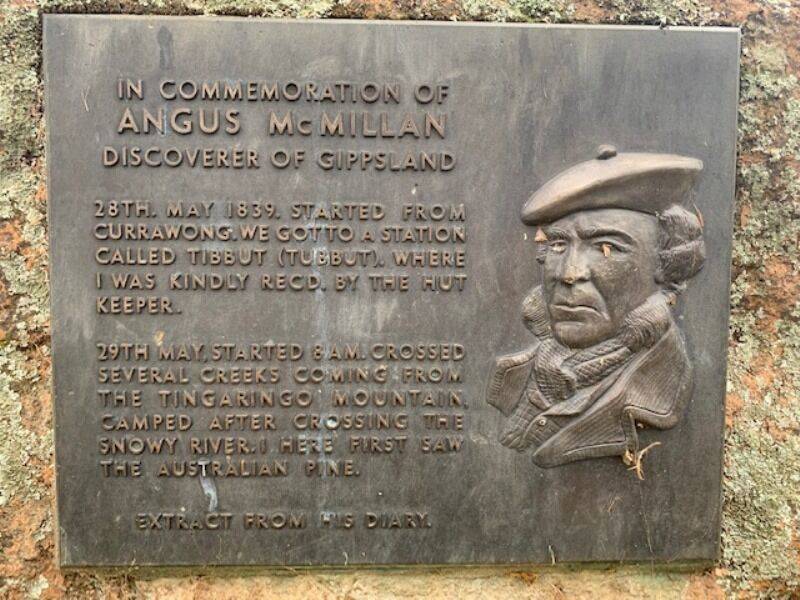 IN COMMEMORATION OF
ANGUS McMILLAN
DISCOVERER OF GIPPSLAND
28TH. MAY 1839. STARTED FROM
CURRAWONG. WE GOT TO A STATION
CALLED TIBBUT (TUBBUT). WHERE
I WAS KINDLY REC'D. BY THE HUT
KEEPER.
29TH MAY, STARTED 8 AM. CROSSED
SEVERAL CREEKS COMING FROM
THE TINGARINGO MOUNTAIN.
CAMPED AFTER CROSSING THE
SNOWY RIVER. I HERE FIRST SAW
THE AUSTRALIAN PINE.
EXTRACT FROM HIS DIARY.